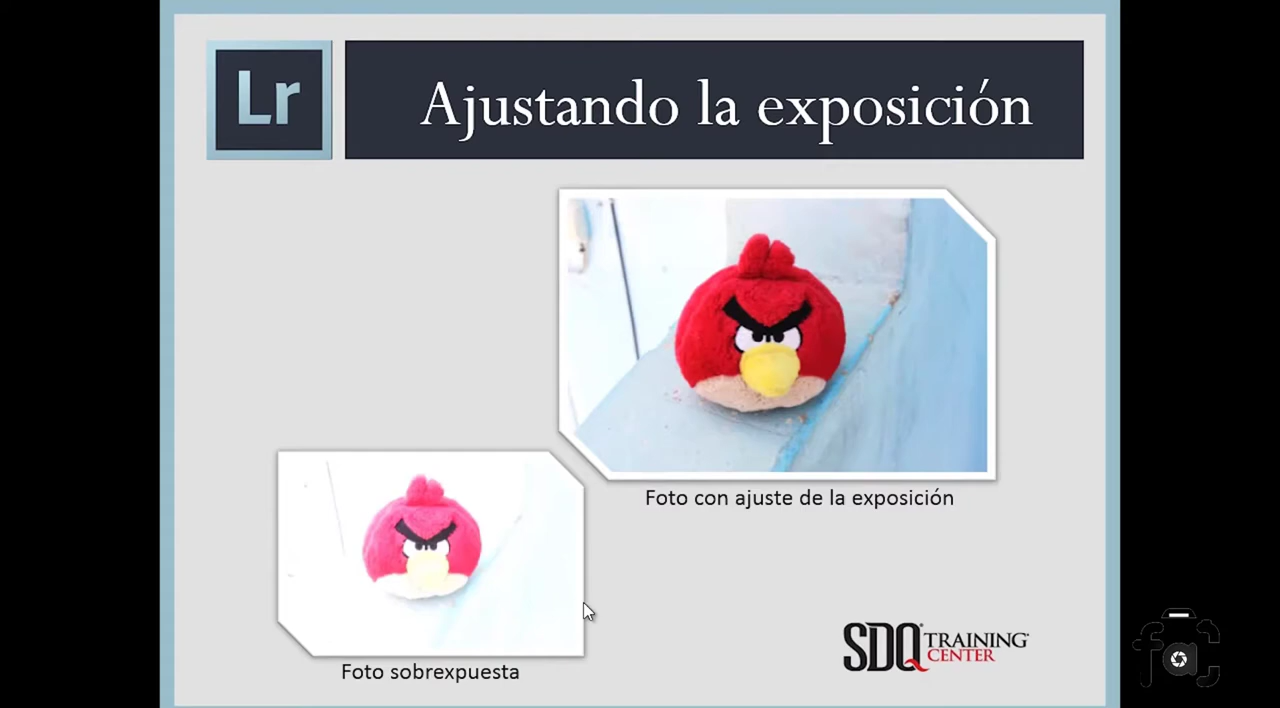 Lr
Ajustando la exposición
Foto con ajuste de la exposición
Foto sobrexpuesta
SDQ TRAINING
CENTER